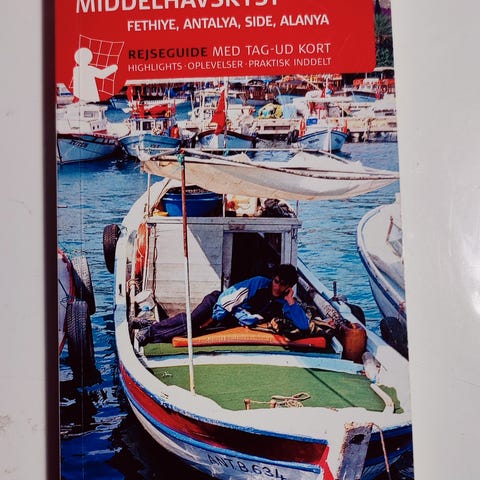 MIDDELHAVSKYST
FETHIYE, ANTALYA, SIDE, ALANYA
REJSEGUIDE MED TAG-UD KORT
HIGHLIGHTS · OPLEVELSER · PRAKTISK INDDELT
ANT.B.634